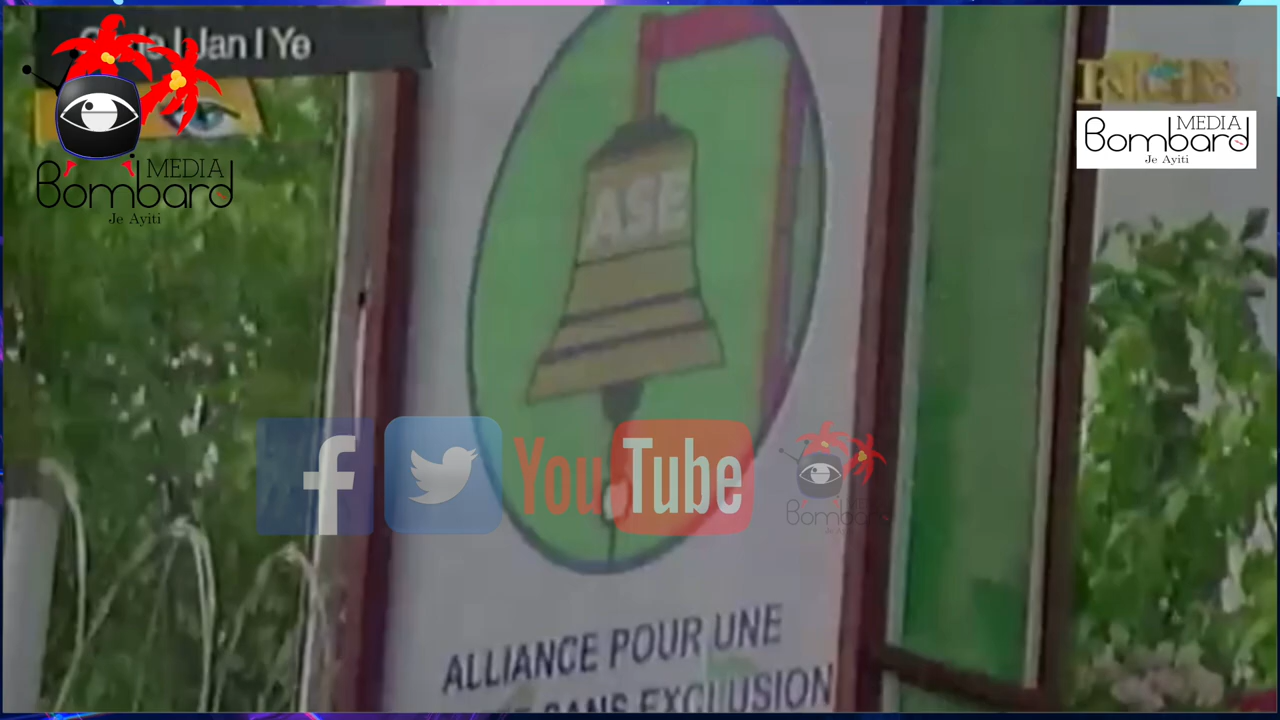 Jan l Ye
MEDIA
Bombard
Je Ayiti
MEDIA
Bombard
Je Ayiti
ASE
f
YouTube
ALLIANCE POUR UNE
SANS EXCLUSION